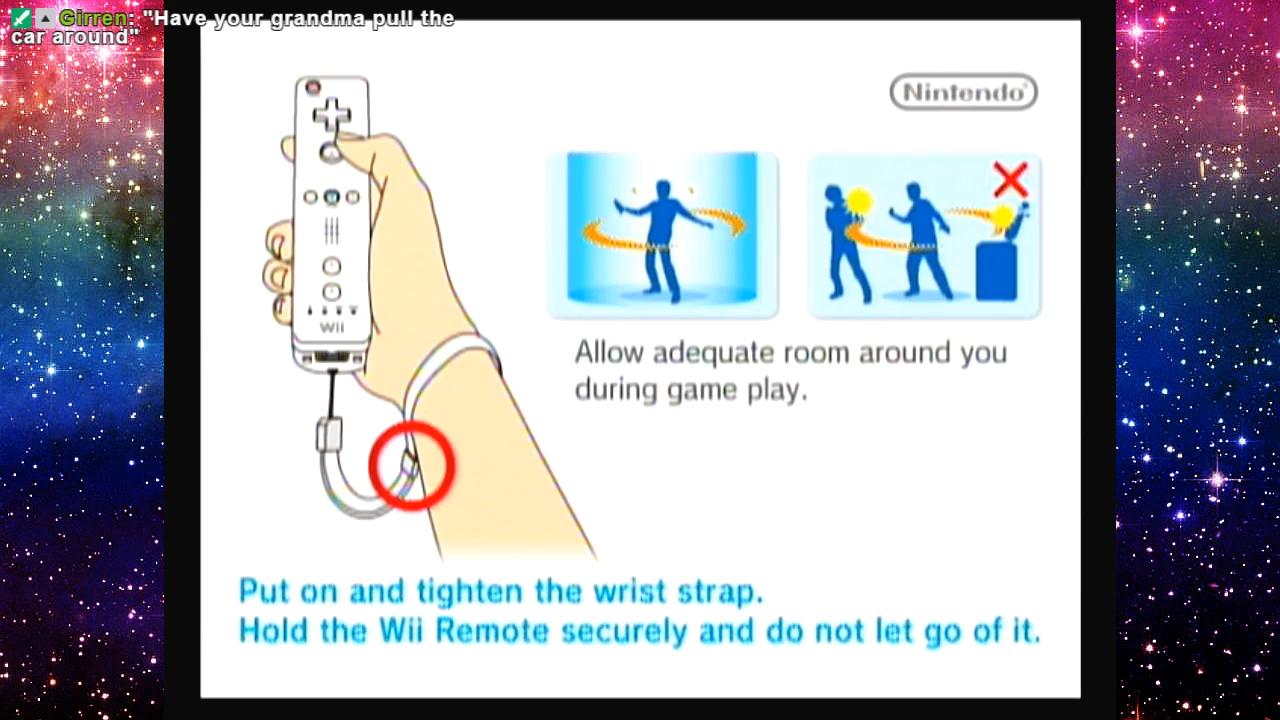 Girren: "Have your grandma pull the
car around"
Nintendo
Wii
Allow adequate room around you
during game play.
Put on and tighten the wrist strap.
Hold the Wii Remote securely and do not let go of it.